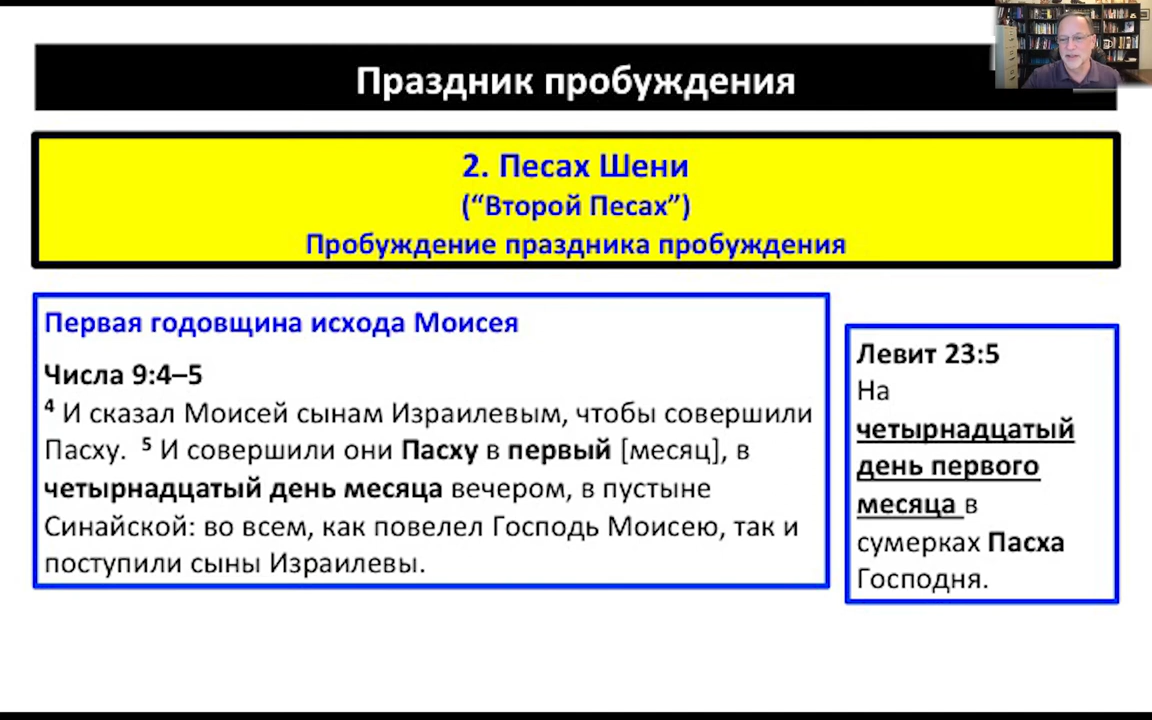 Праздник пробуждения
2. Песах Шени
(“Второй Песах”)
Пробуждение праздника пробуждения
Первая годовщина исхода Моисея
Числа 9:4–5
⁴ И сказал Моисей сынам Израилевым, чтобы совершили
Пасху. ⁵ И совершили они Пасху в первый [месяц], в
четырнадцатый день месяца вечером, в пустыне
Синайской: во всем, как повелел Господь Моисею, так и
поступили сыны Израилевы.
Левит 23:5
На
четырнадцатый
день первого
месяца в
сумерках Пасха
Господня.